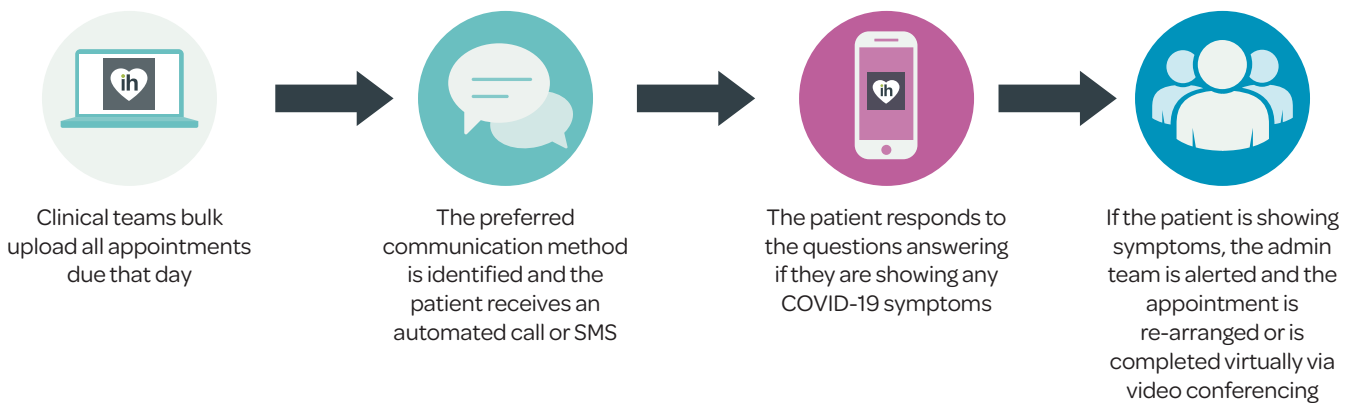 ih
ih
Clinical teams bulk
upload all appointments
due that day
The preferred
communication method
is identified and the
patient receives an
automated call or SMS
The patient responds to
the questions answering
if they are showing any
COVID-19 symptoms
If the patient is showing
symptoms, the admin
team is alerted and the
appointment is
re-arranged or is
completed virtually via
video conferencing